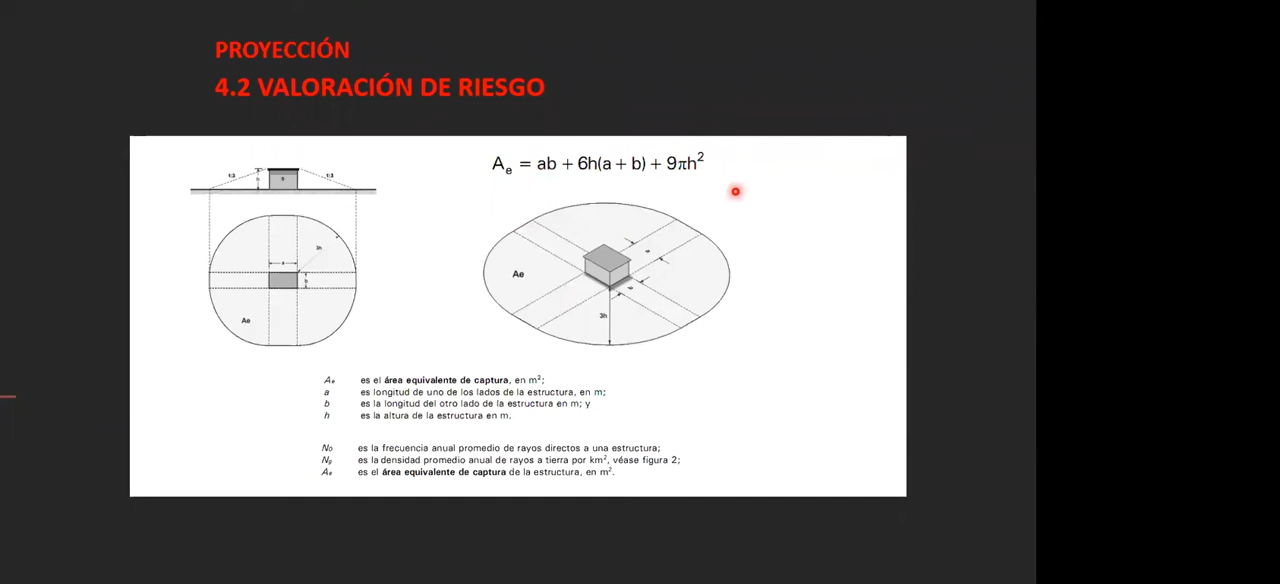 PROYECCIÓN
4.2 VALORACIÓN DE RIESGO
Aₑ = ab + 6h(a + b) + 9πh²
1:3
h
s
1:3
3h
a
b
Ae
Ae
a
b
3h
Aₑ es el área equivalente de captura, en m²;
a es longitud de uno de los lados de la estructura, en m;
b es la longitud del otro lado de la estructura en m; y
h es la altura de la estructura en m.
N₀ es la frecuencia anual promedio de rayos directos a una estructura;
Ng es la densidad promedio anual de rayos a tierra por km², véase figura 2;
Aₑ es el área equivalente de captura de la estructura, en m².